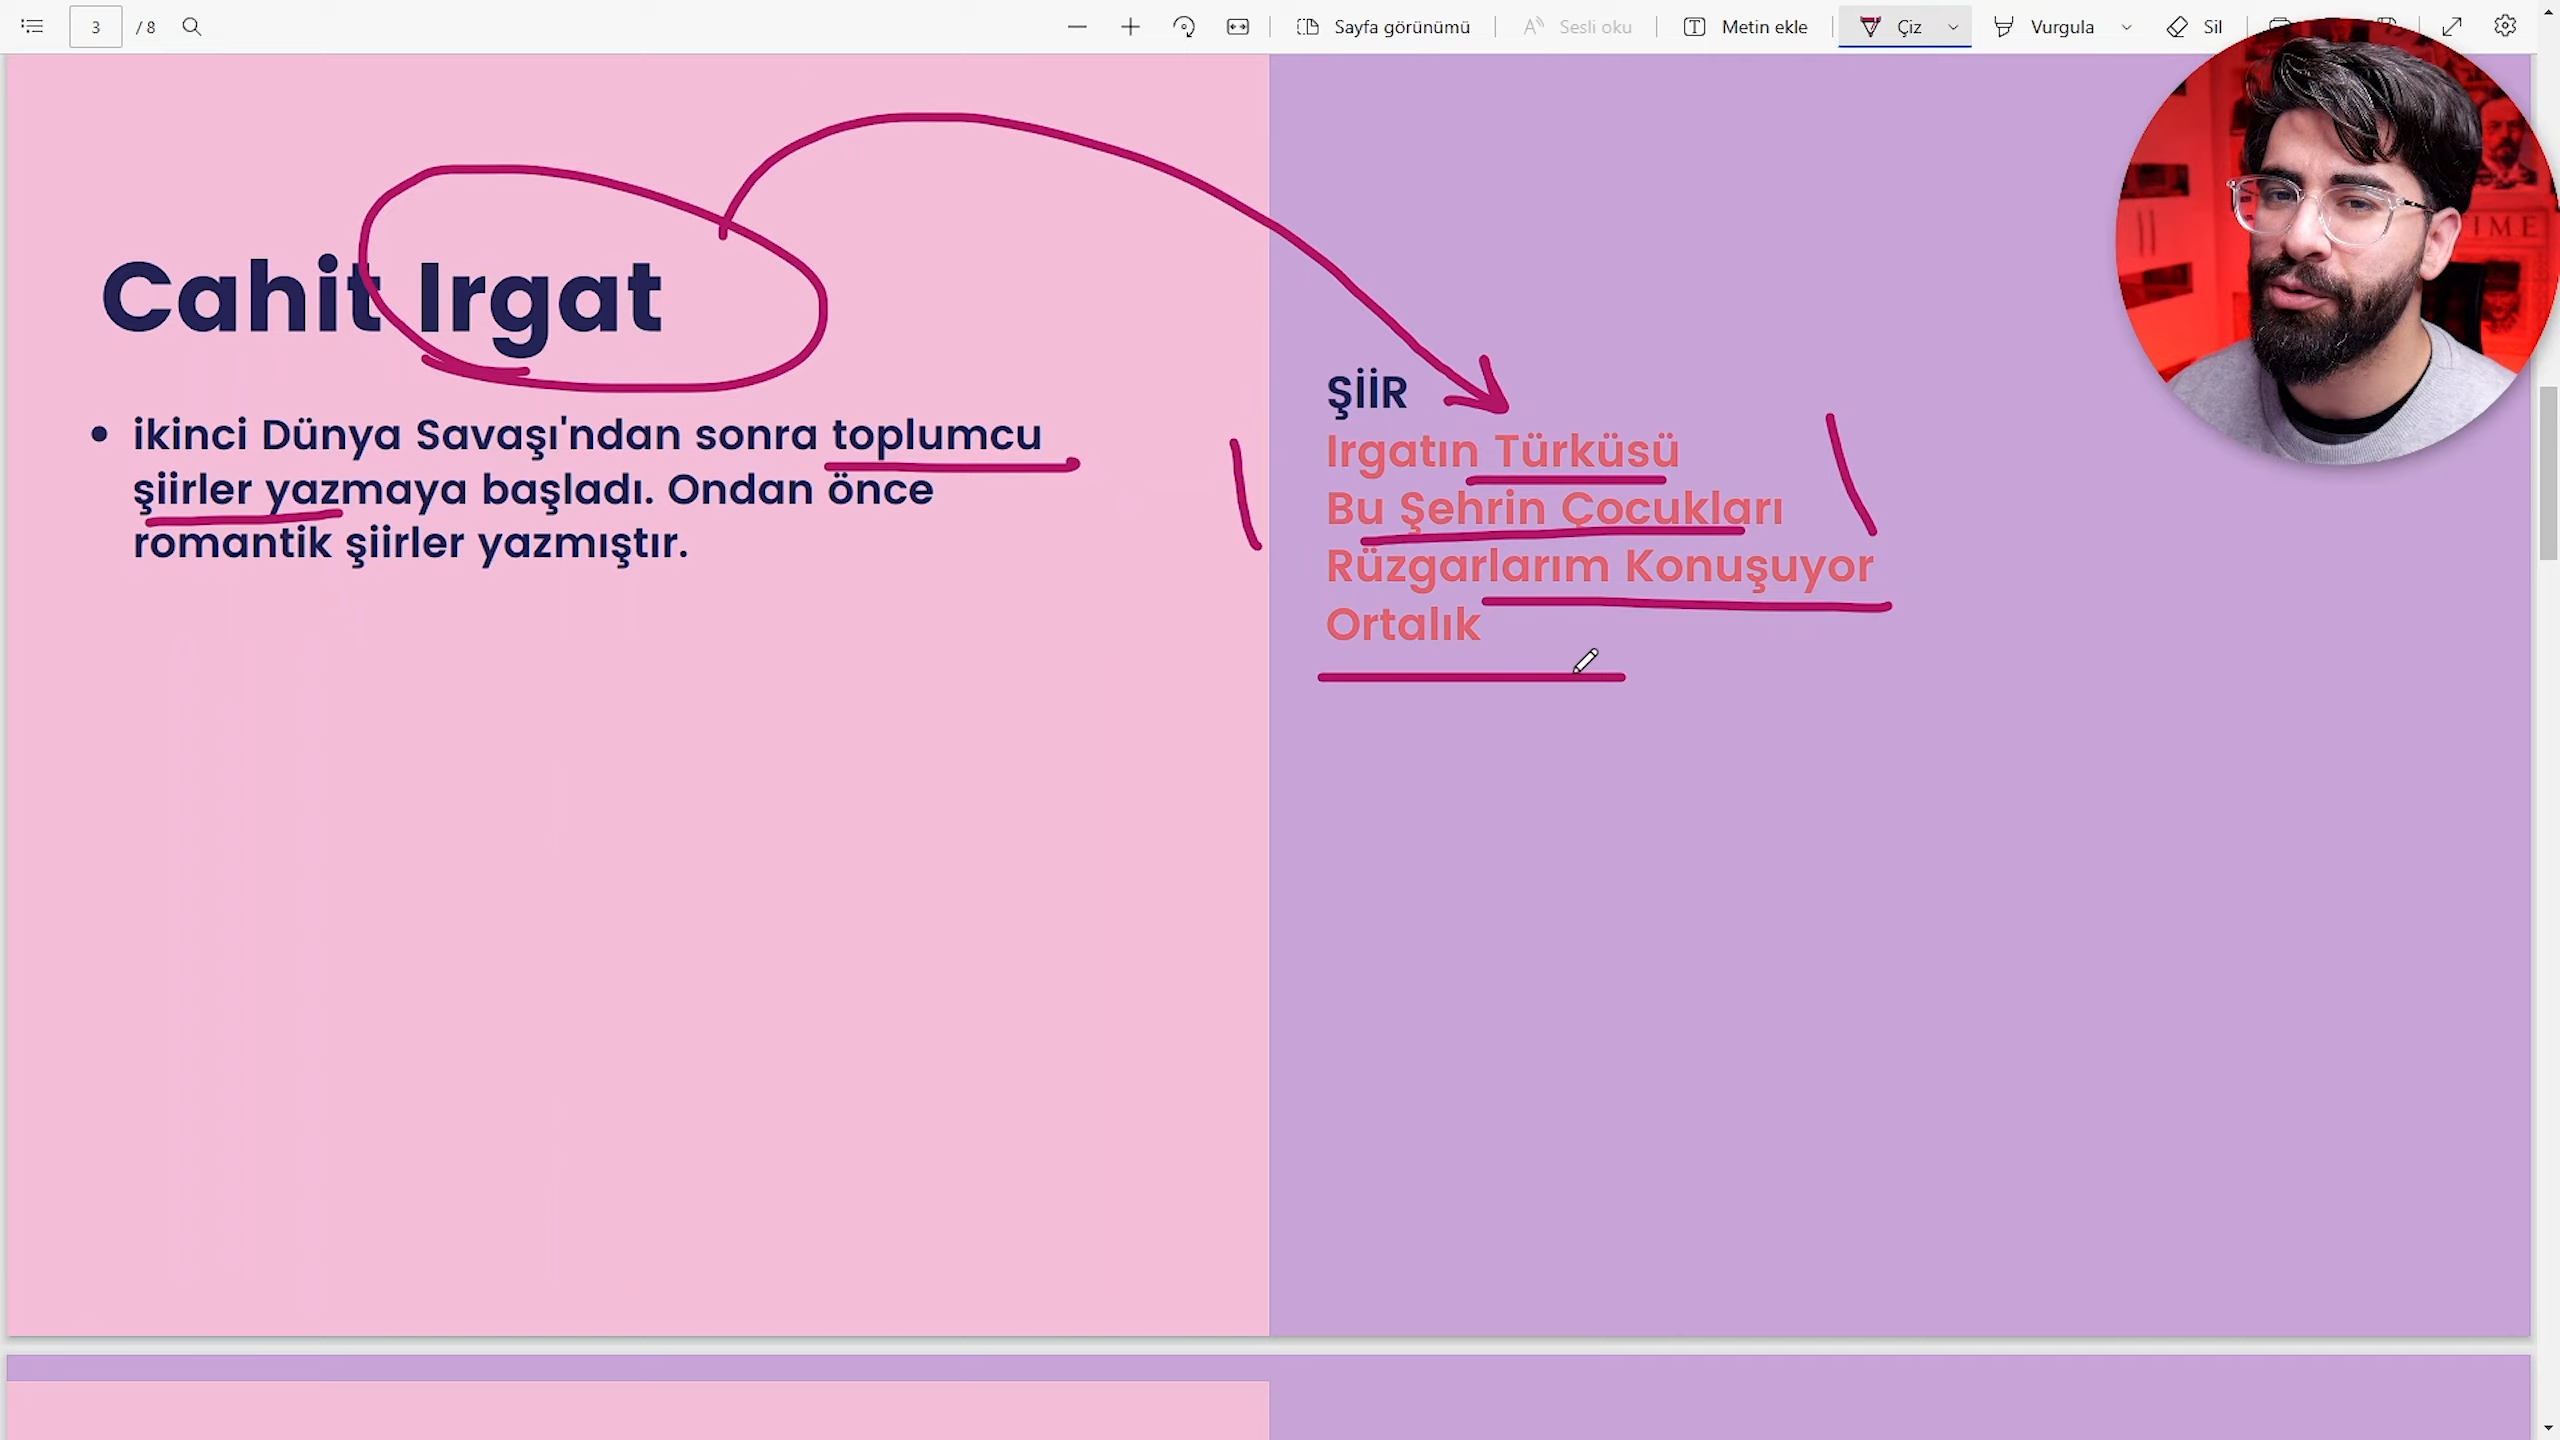 3 / 8
Sayfa görünümü
Sesli oku
Metin ekle
Çiz
Vurgula
Sil
Cahit Irgat
• ikinci Dünya Savaşı'ndan sonra toplumcu
şiirler yazmaya başladı. Ondan önce
romantik şiirler yazmıştır.
ŞİİR
Irgatın Türküsü
Bu Şehrin Çocukları
Rüzgarlarım Konuşuyor
Ortalık
TIME